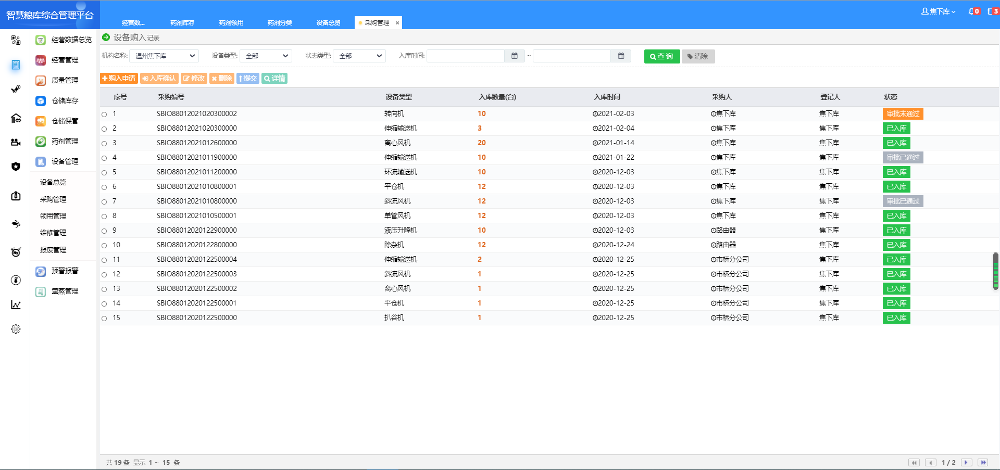 智慧粮库综合管理平台
经营数... 药剂库存 药剂领用 药剂分类 设备总览 采购管理 ×
焦下库 0 3
经营数据总览
经营管理
质量管理
仓储库存
仓储保管
药剂管理
设备管理
设备总览
采购管理
领用管理
维修管理
报废管理
预警报警
熏蒸管理
设备购入记录
机构名称: 温州焦下库 设备类型: 全部 状态类型: 全部 入库时间: ~ 查询 清除
购入申请 入库确认 修改 删除 提交 详情
序号 采购编号 设备类型 入库数量(台) 入库时间 采购人 登记人 状态
1 SBIO88012021020300002 转向机 10 2021-02-03 焦下库 焦下库 审批未通过
2 SBIO88012021020300000 伸缩输送机 3 2021-02-04 焦下库 焦下库 已入库
3 SBIO88012021012600000 离心风机 20 2021-01-14 焦下库 焦下库 已入库
4 SBIO88012021011900000 伸缩输送机 10 2021-01-22 焦下库 焦下库 审批已通过
5 SBIO88012021011200000 环流输送机 10 2020-12-03 焦下库 焦下库 已入库
6 SBIO88012021010800001 平仓机 12 2020-12-03 焦下库 焦下库 已入库
7 SBIO88012021010800000 斜流风机 12 2020-12-03 焦下库 焦下库 审批已通过
8 SBIO88012021010500001 单管风机 12 2020-12-03 焦下库 焦下库 已入库
9 SBIO88012020122900000 液压升降机 10 2020-12-03 路由器 焦下库 已入库
10 SBIO88012020122800000 除杂机 12 2020-12-24 路由器 焦下库 已入库
11 SBIO88012020122500004 伸缩输送机 2 2020-12-25 市桥分公司 焦下库 已入库
12 SBIO88012020122500003 斜流风机 1 2020-12-25 市桥分公司 焦下库 已入库
13 SBIO88012020122500002 离心风机 1 2020-12-25 市桥分公司 焦下库 已入库
14 SBIO88012020122500001 平仓机 1 2020-12-25 市桥分公司 焦下库 已入库
15 SBIO88012020122500000 扒谷机 1 2020-12-25 市桥分公司 焦下库 已入库
共 19 条 显示 1 ~ 15 条 1 / 2